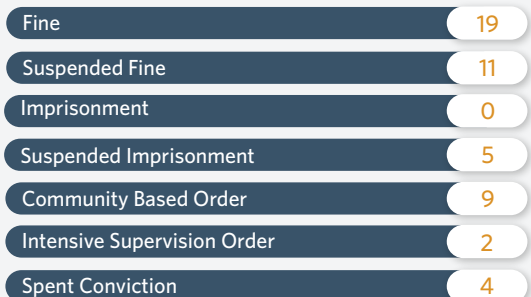 Fine 19
Suspended Fine 11
Imprisonment 0
Suspended Imprisonment 5
Community Based Order 9
Intensive Supervision Order 2
Spent Conviction 4